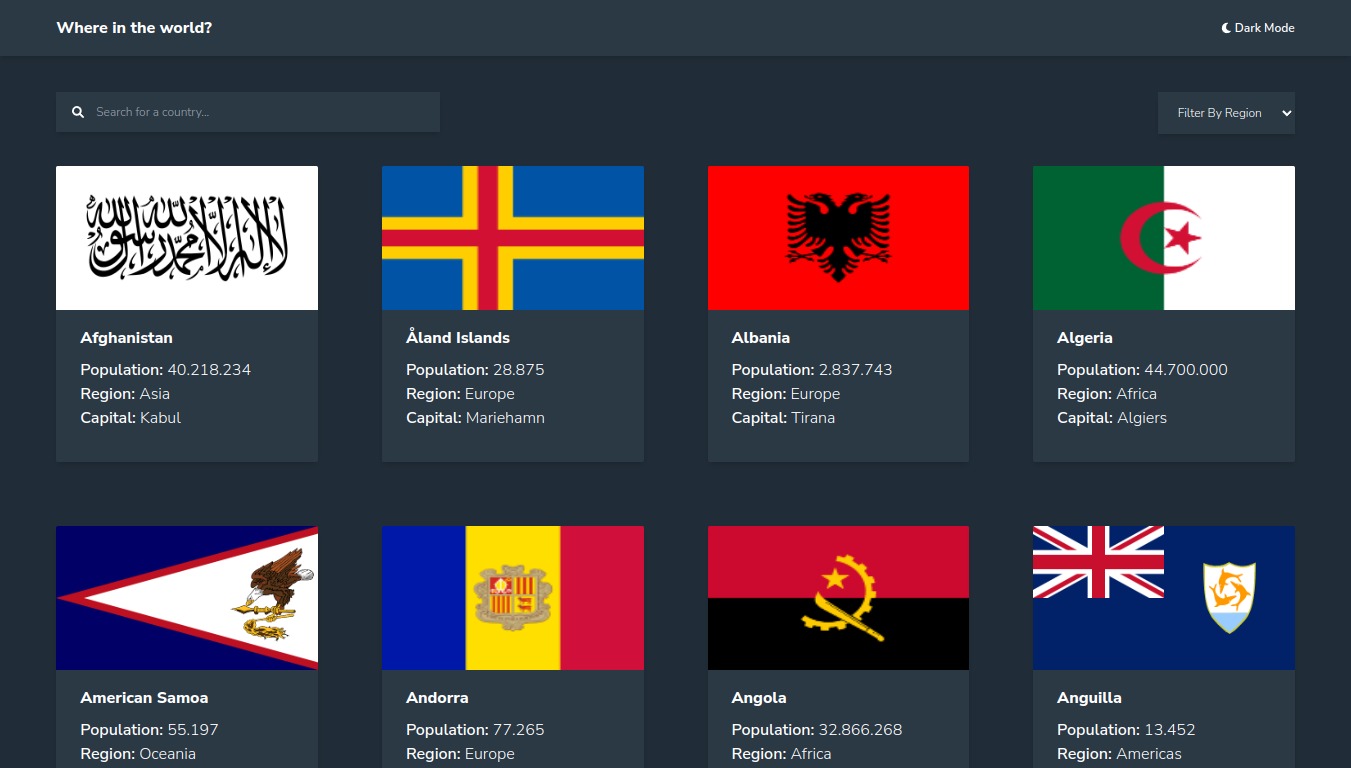 Where in the world?
Dark Mode
Search for a country...
Filter By Region
لا إله إلا الله محمد رسول الله
Afghanistan
Population: 40.218.234
Region: Asia
Capital: Kabul
Åland Islands
Population: 28.875
Region: Europe
Capital: Mariehamn
Albania
Population: 2.837.743
Region: Europe
Capital: Tirana
Algeria
Population: 44.700.000
Region: Africa
Capital: Algiers
American Samoa
Population: 55.197
Region: Oceania
Andorra
Population: 77.265
Region: Europe
Angola
Population: 32.866.268
Region: Africa
Anguilla
Population: 13.452
Region: Americas